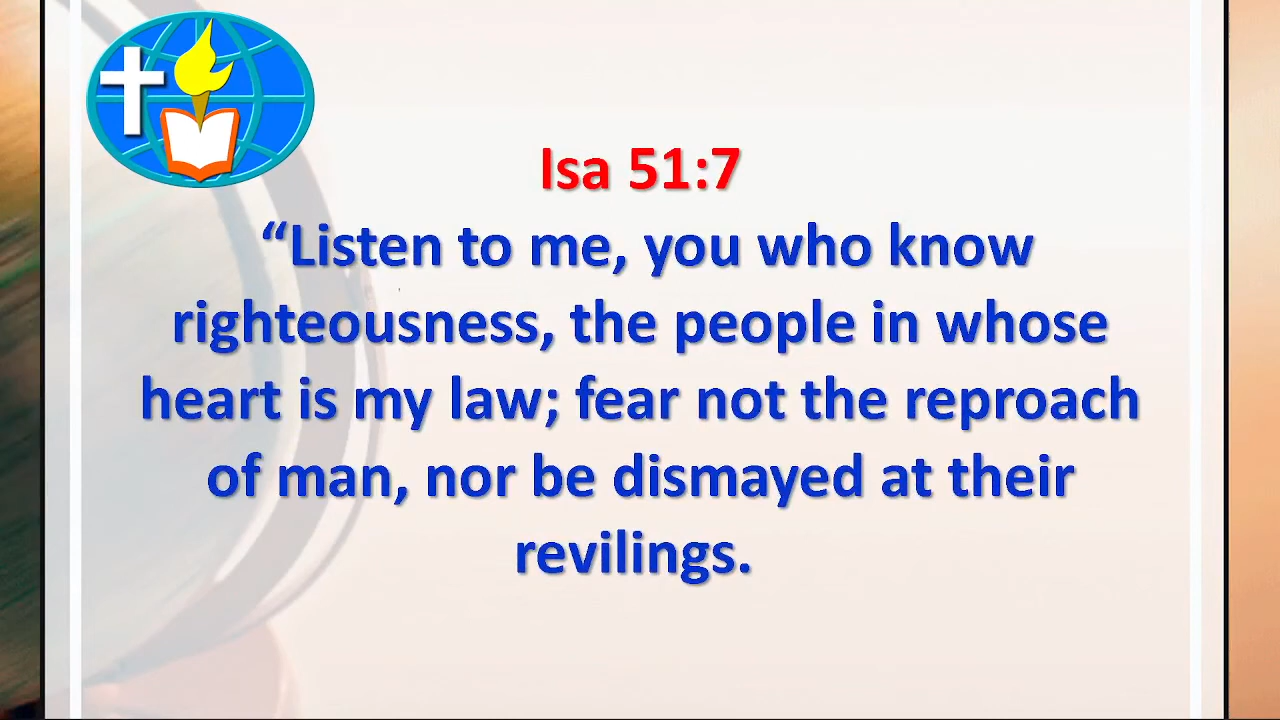 Isa 51:7
“Listen to me, you who know
righteousness, the people in whose
heart is my law; fear not the reproach
of man, nor be dismayed at their
revilings.